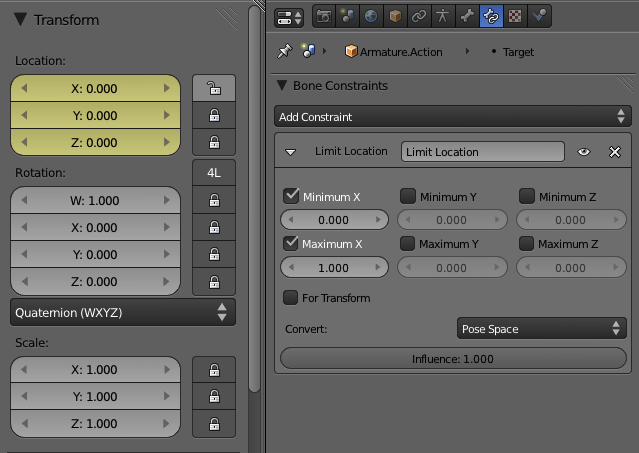 Transform
Location:
X: 0.000
Y: 0.000
Z: 0.000
Rotation:
4L
W: 1.000
X: 0.000
Y: 0.000
Z: 0.000
Quaternion (WXYZ)
Scale:
X: 1.000
Y: 1.000
Z: 1.000
Armature.Action
Target
Bone Constraints
Add Constraint
Limit Location Limit Location
Minimum X Minimum Y Minimum Z
0.000 0.000 0.000
Maximum X Maximum Y Maximum Z
1.000 0.000 0.000
For Transform
Convert: Pose Space
Influence: 1.000